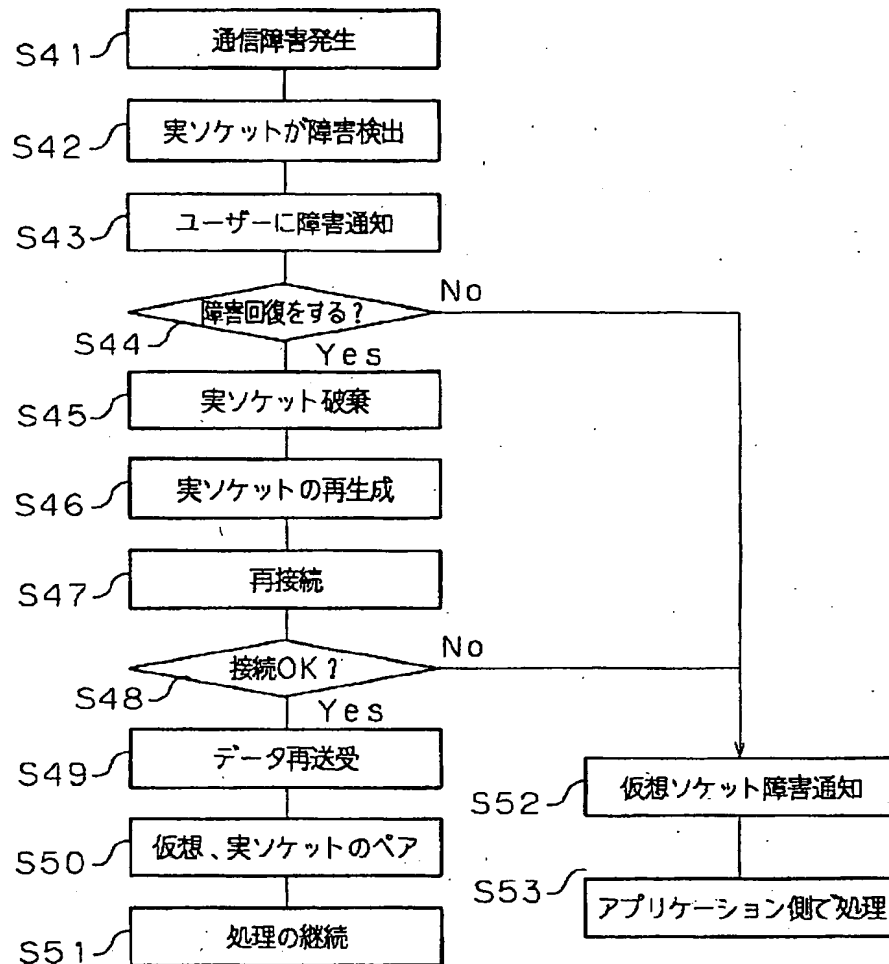 S41 通信障害発生
S42 実ソケットが障害検出
S43 ユーザーに障害通知
S44 障害回復をする? No
Yes
S45 実ソケット破棄
S46 実ソケットの再生成
S47 再接続
S48 接続OK? No
Yes
S49 データ再送受
S50 仮想、実ソケットのペア
S51 処理の継続
S52 仮想ソケット障害通知
S53 アプリケーション側で処理